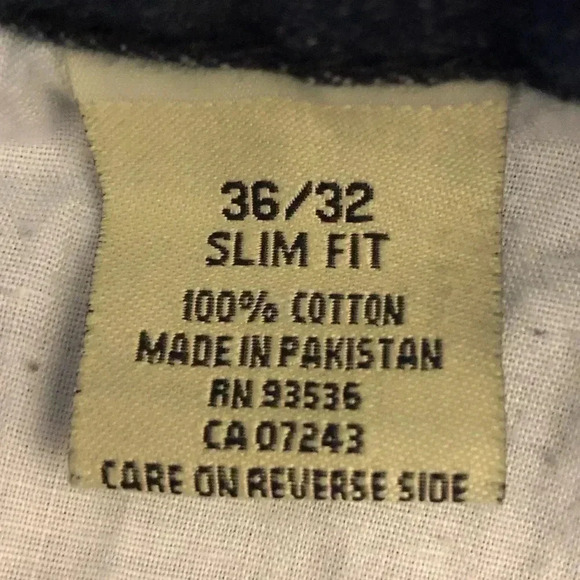 36/32
SLIM FIT
100% COTTON
MADE IN PAKISTAN
RN 93536
CA 07243
CARE ON REVERSE SIDE